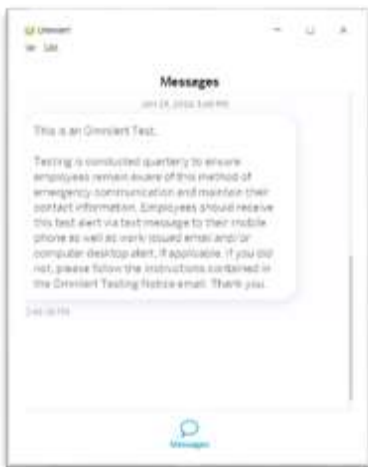 Omnilert
Edit
Messages
This is an Omnilert Test.
Testing is conducted quarterly to ensure
employees remain aware of this method of
emergency communication and maintain their
contact information. Employees should receive
this test alert via text message to their mobile
phone as well as work issued email and/or
computer desktop alert, if applicable. If you did
not, please follow the instructions contained in
the Omnilert Testing Notice email. Thank you.
Messages